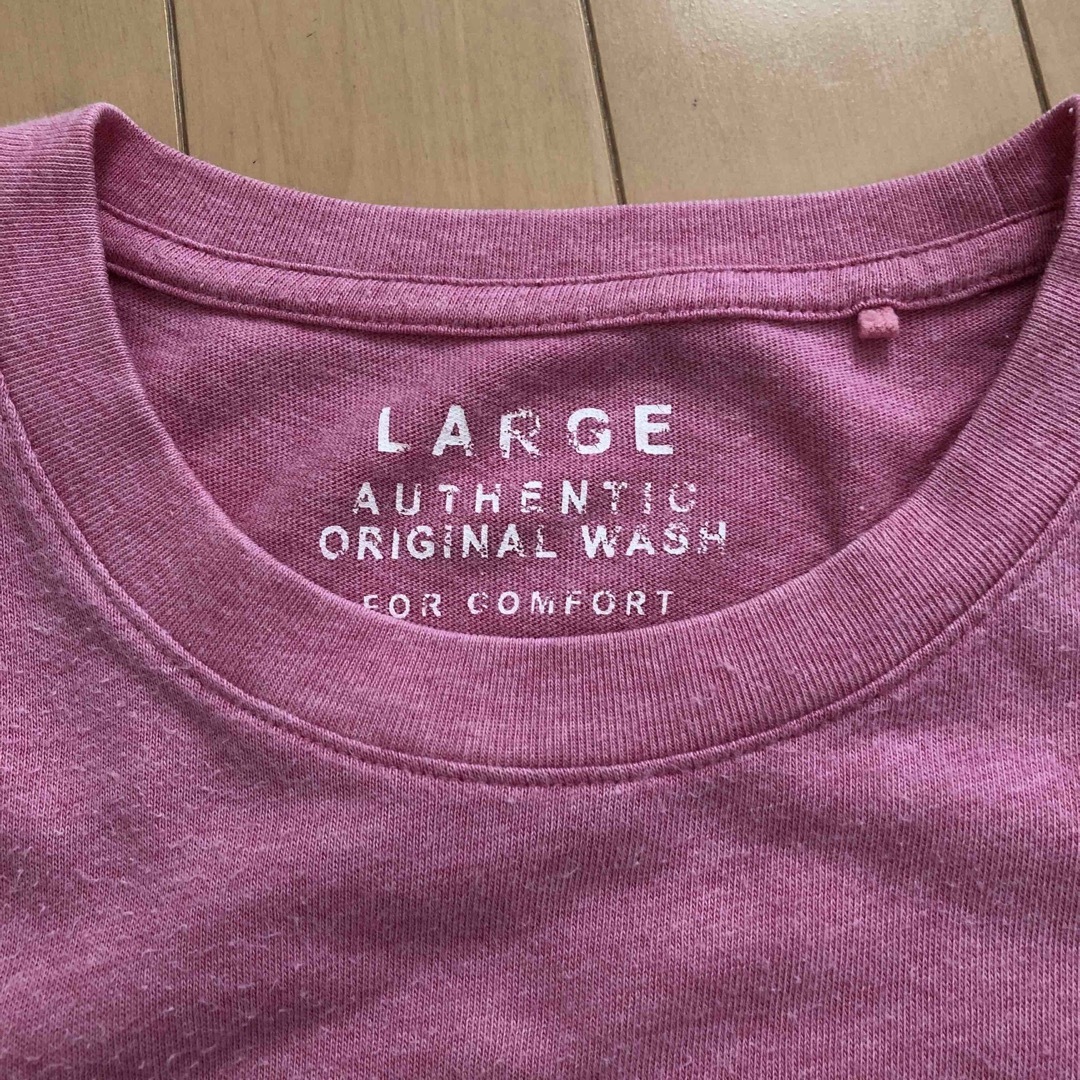 LARGE
AUTHENTIC
ORIGINAL WASH
FOR COMFORT